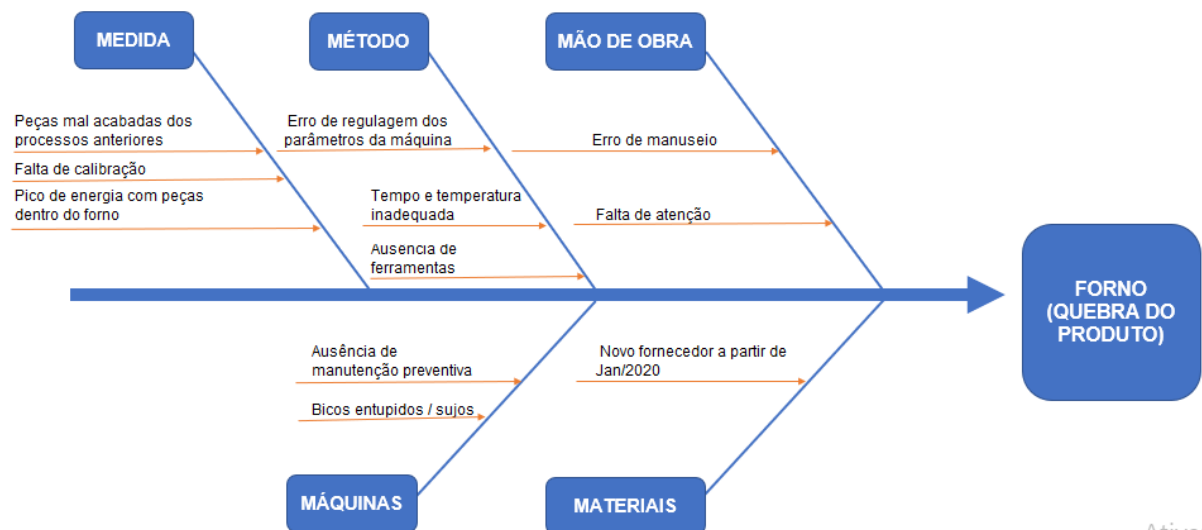 MEDIDA
MÉTODO
MÃO DE OBRA
Peças mal acabadas dos
processos anteriores
Falta de calibração
Pico de energia com peças
dentro do forno
Erro de regulagem dos
parâmetros da máquina
Tempo e temperatura
inadequada
Ausencia de
ferramentas
Erro de manuseio
Falta de atenção
FORNO
(QUEBRA DO
PRODUTO)
Ausência de
manutenção preventiva
Bicos entupidos / sujos
Novo fornecedor a partir de
Jan/2020
MÁQUINAS
MATERIAIS